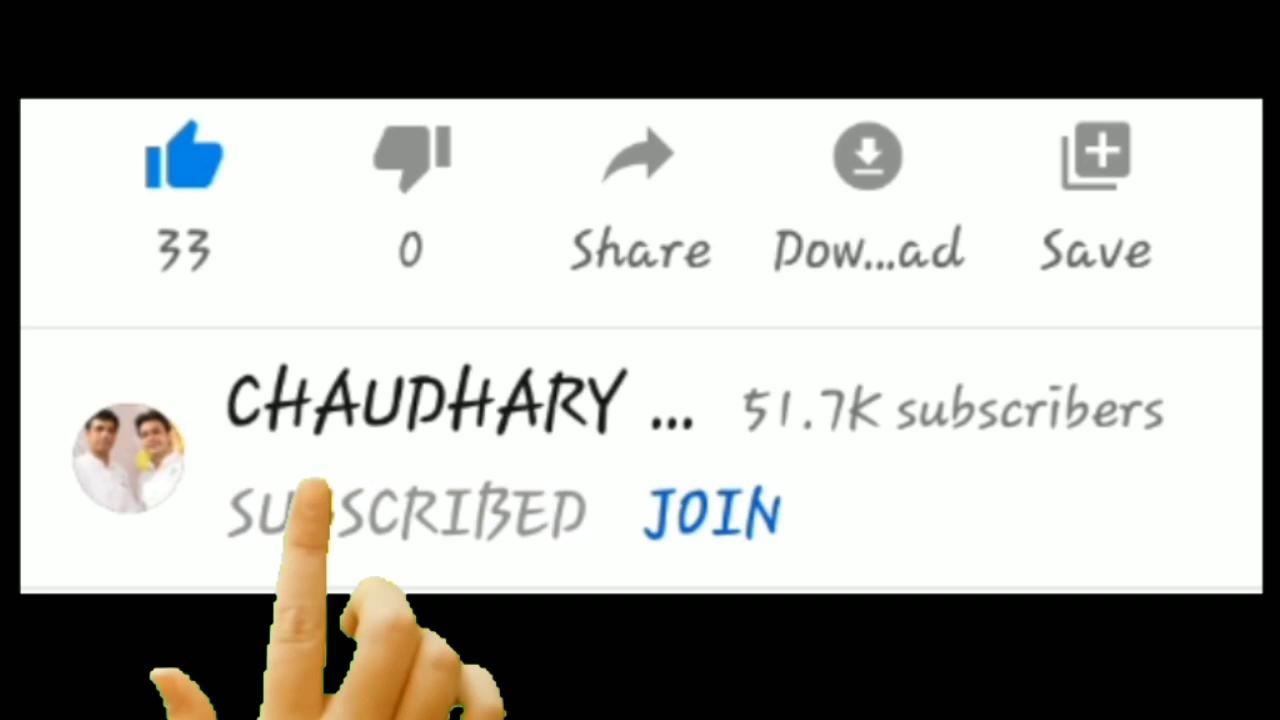 33 0 Share Dow...ad Save
CHAUDHARY ... 51.7K subscribers
SUBSCRIBED JOIN